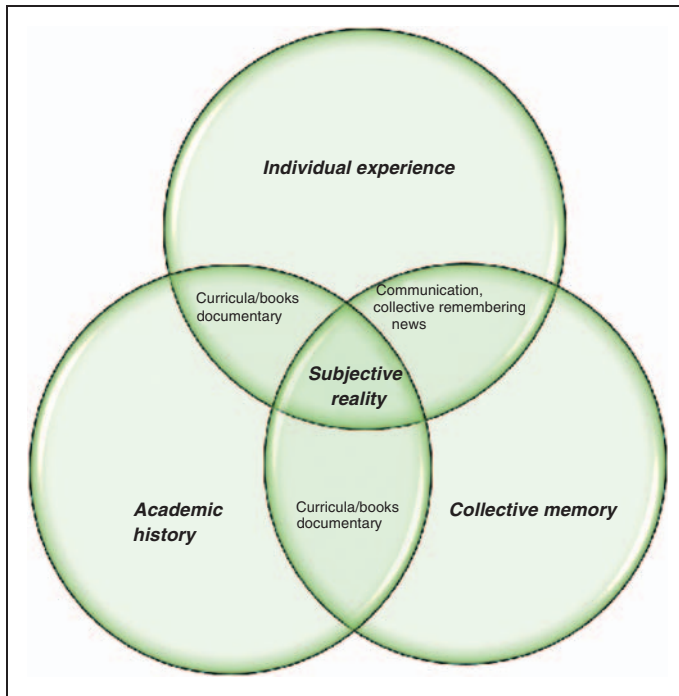 Individual experience
Curricula/books
documentary
Communication,
collective remembering
news
Subjective
reality
Academic
history
Curricula/books
documentary
Collective memory